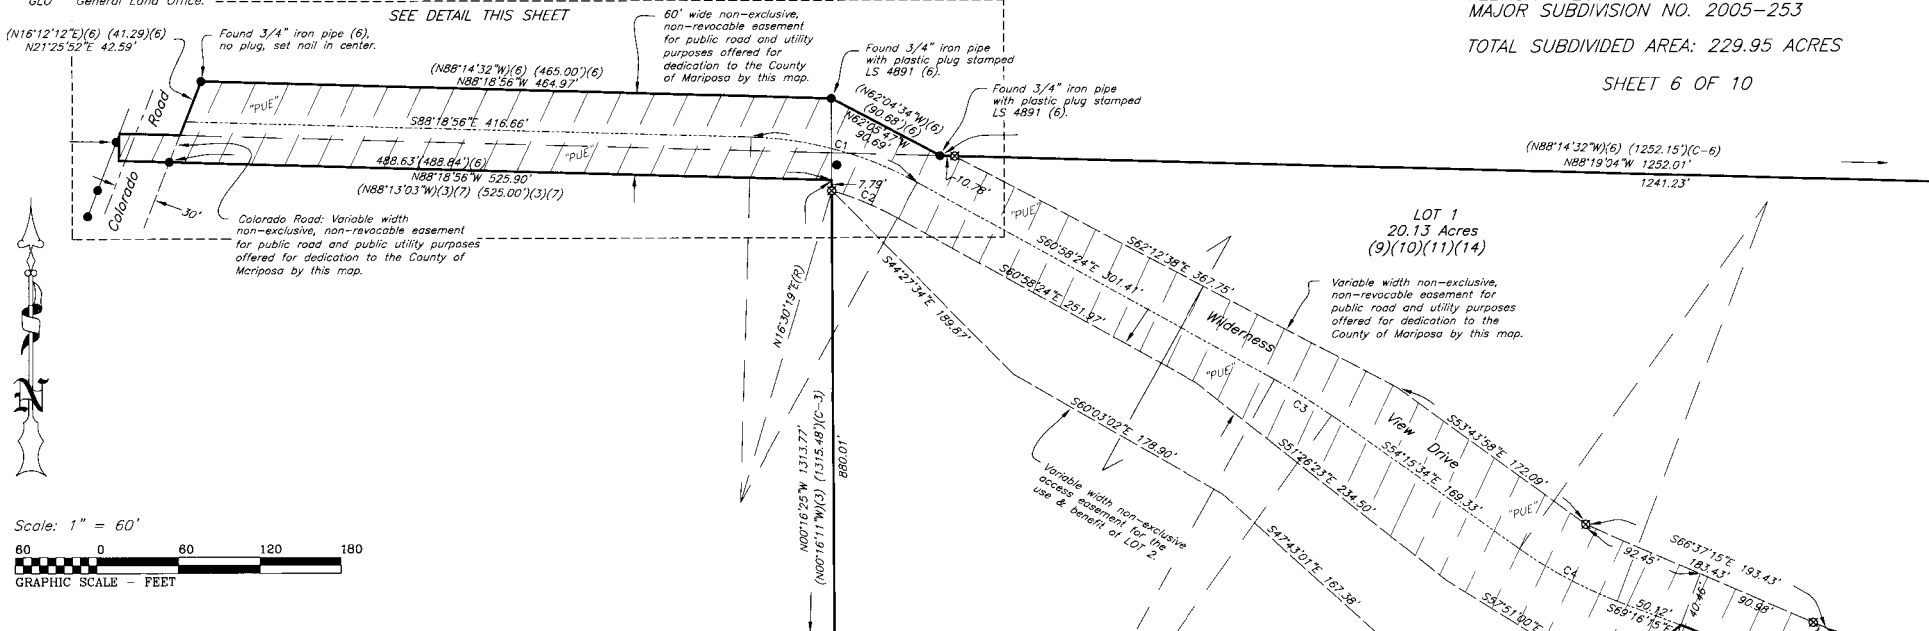 General Land Office.
SEE DETAIL THIS SHEET
MAJOR SUBDIVISION NO. 2005-253
TOTAL SUBDIVIDED AREA: 229.95 ACRES
SHEET 6 OF 10
(N16°12'12"E)(6) (41.29)(6)
N21°25'52"E 42.59'
Found 3/4" iron pipe (6),
no plug, set nail in center.
60' wide non-exclusive,
non-revocable easement
for public road and utility
purposes offered for
dedication to the County
of Mariposa by this map.
Found 3/4" iron pipe
with plastic plug stamped
LS 4891 (6).
Found 3/4" iron pipe
with plastic plug stamped
LS 4891 (6).
(N88°14'32"W)(6) (465.00')(6)
N88°18'56"W 464.97'
(N62°04'34"W)(6)
(90.68')(6)
N62°05'47"W
90.69'
Road
"PUE"
S88°18'56"E 416.66'
C1
"PUE"
488.63'(488.84')(6)
N88°18'56"W 525.90'
(N88°13'03"W)(3)(7) (525.00')(3)(7)
7.79'
C2
10.78'
(N88°14'32"W)(6) (1252.15')(C-6)
N88°19'04"W 1252.01'
1241.23'
Colorado
30'
Colorado Road: Variable width
non-exclusive, non-revocable easement
for public road and public utility purposes
offered for dedication to the County of
Mariposa by this map.
LOT 1
20.13 Acres
(9)(10)(11)(14)
"PUE"
S62°12'38"E 367.75'
S60°58'24"E 301.41'
S60°58'24"E 251.97'
S44°27'34"E 189.87'
N16°30'19"E(R)
Variable width non-exclusive,
non-revocable easement for
public road and utility purposes
offered for dedication to the
County of Mariposa by this map.
Wilderness
"PUE"
C3
View Drive
S53°43'58"E 172.09'
S54°15'34"E 169.33'
S51°26'23"E 234.50'
S60°03'02"E 178.90'
N00°16'25"W 1313.77'
(N00°16'11"W)(3) (1315.48')(C-3)
880.01'
Variable width non-exclusive
access easement for the
use & benefit of LOT 2.
"PUE"
S47°43'01"E 167.38'
S66°37'15"E 193.43'
92.45'
183.43'
C4
50.12'
S69°16'15"E
40.46'
90.98'
S57°51'00"E
N
Scale: 1" = 60'
60 0 60 120 180
GRAPHIC SCALE - FEET